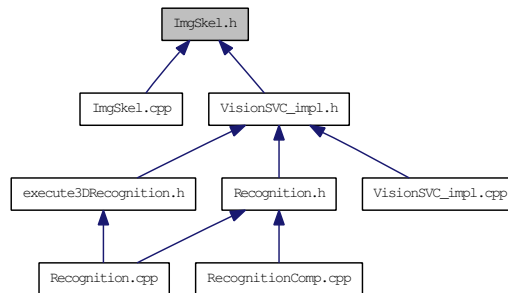 ImgSkel.h
ImgSkel.cpp
VisionSVC_impl.h
execute3DRecognition.h
Recognition.h
VisionSVC_impl.cpp
Recognition.cpp
RecognitionComp.cpp